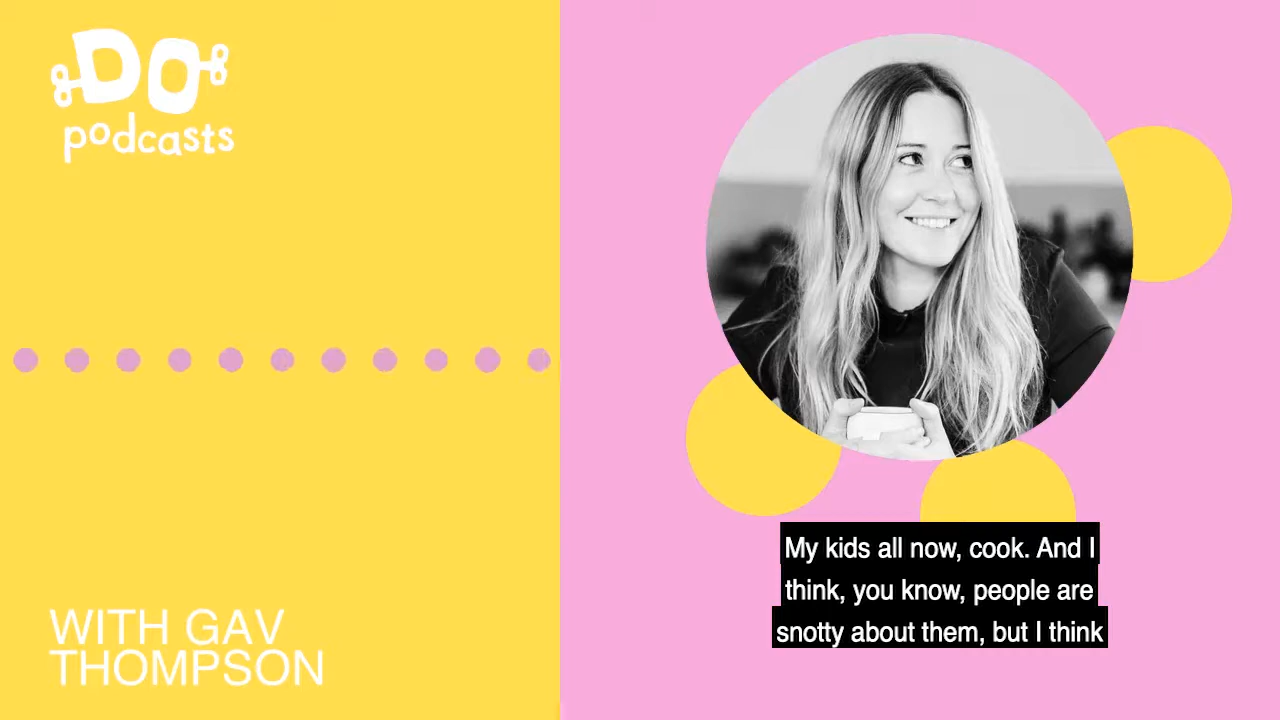 DO
podcasts
WITH GAV
THOMPSON
My kids all now, cook. And I
think, you know, people are
snotty about them, but I think